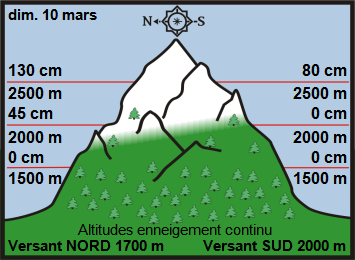 dim. 10 mars
N S
130 cm 80 cm
2500 m 2500 m
45 cm 0 cm
2000 m 2000 m
0 cm 0 cm
1500 m 1500 m
Altitudes enneigement continu
Versant NORD 1700 m Versant SUD 2000 m